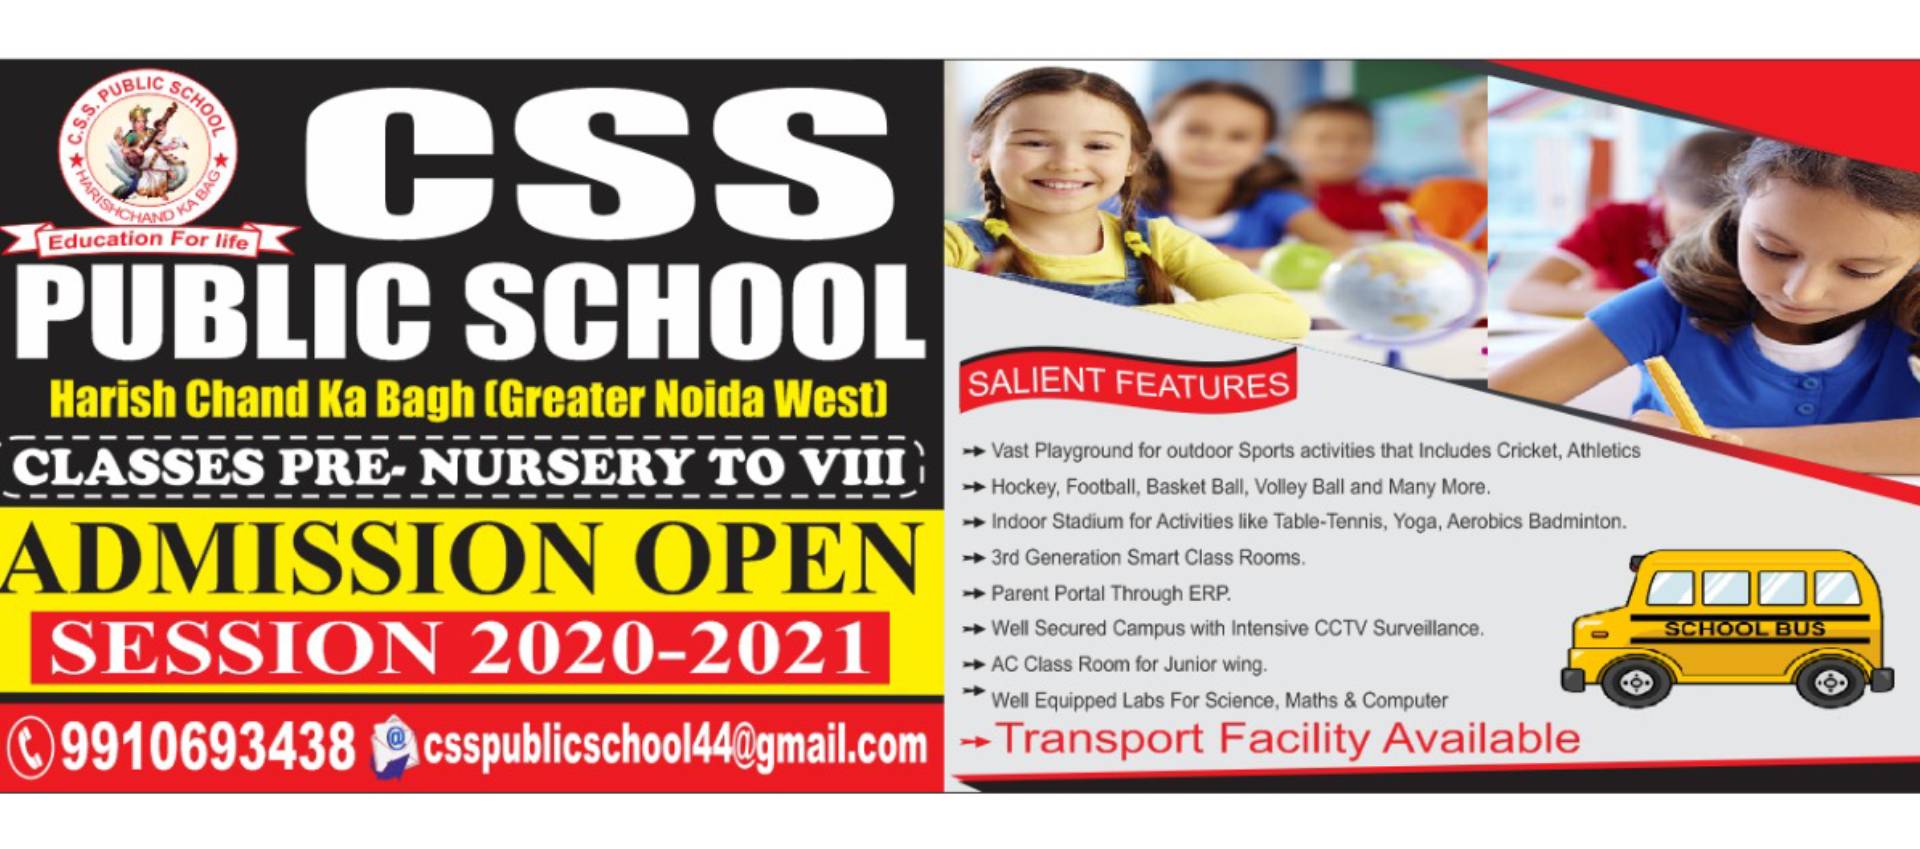 C.S.S. PUBLIC SCHOOL
HARISHCHAND KA BAG
Education For life
CSS
PUBLIC SCHOOL
Harish Chand Ka Bagh (Greater Noida West)
CLASSES PRE- NURSERY TO VIII
ADMISSION OPEN
SESSION 2020-2021
9910693438 @ csspublicschool44@gmail.com
SALIENT FEATURES
Vast Playground for outdoor Sports activities that Includes Cricket, Athletics
Hockey, Football, Basket Ball, Volley Ball and Many More.
Indoor Stadium for Activities like Table-Tennis, Yoga, Aerobics Badminton.
3rd Generation Smart Class Rooms.
Parent Portal Through ERP.
Well Secured Campus with Intensive CCTV Surveillance.
AC Class Room for Junior wing.
Well Equipped Labs For Science, Maths & Computer
Transport Facility Available
SCHOOL BUS